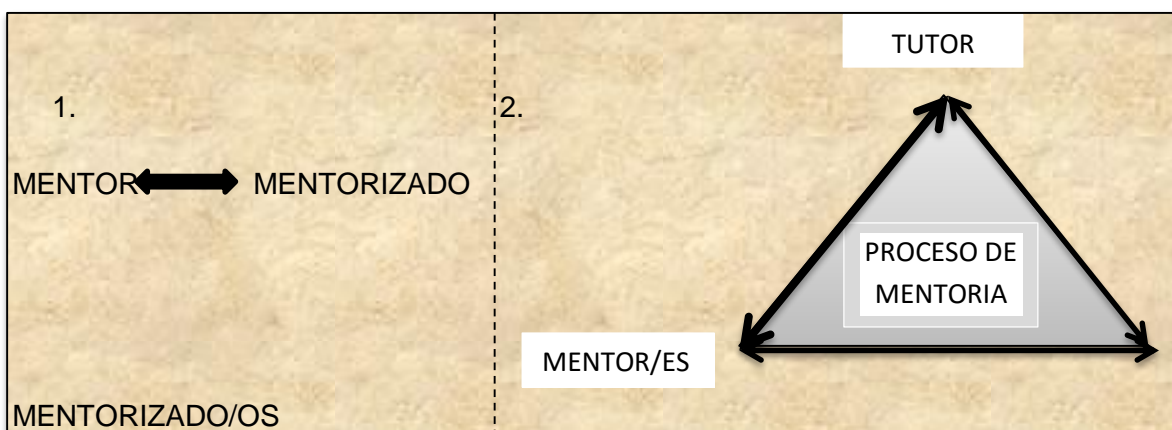 TUTOR
1.
2.
MENTOR
MENTORIZADO
PROCESO DE
MENTORIA
MENTOR/ES
MENTORIZADO/OS